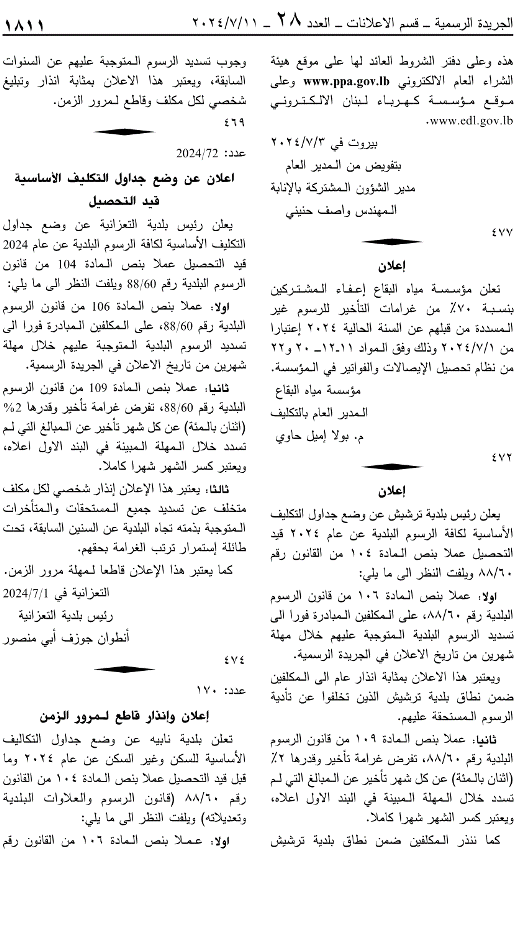 الجريدة الرسمية ــ قسم الاعلانات ــ العدد ٢٨ ــ ٢٠٢٤/٧/١١
١٨١١
هذه وعلى دفتر الشروط العائد لها على موقع هيئة
الشراء العام الالكتروني www.ppa.gov.lb وعلى
موقع مؤسسة كهرباء لبنان الالكتروني
www.edl.gov.lb.
بيروت في ٢٠٢٤/٧/٣
بتفويض من المدير العام
مدير الشؤون المشتركة بالإنابة
المهندس واصف حنيني
٤٧٧
إعلان
تعلن مؤسسة مياه البقاع إعفاء المشتركين
بنسبة ٧٠٪ من غرامات التأخير للرسوم غير
المسددة من قبلهم عن السنة الحالية ٢٠٢٤ إعتبارا
من ٢٠٢٤/٧/١ وذلك وفق المواد ١١ـ١٢ـ ٢٠ و٢٢
من نظام تحصيل الإيصالات والفواتير في المؤسسة.
مؤسسة مياه البقاع
المدير العام بالتكليف
م. بولا إميل حاوي
٤٧٢
إعلان
يعلن رئيس بلدية ترشيش عن وضع جداول التكليف
الأساسية لكافة الرسوم البلدية عن عام ٢٠٢٤ قيد
التحصيل عملا بنص المادة ١٠٤ من القانون رقم
٨٨/٦٠ ويلفت النظر الى ما يلي:
اولا: عملا بنص المادة ١٠٦ من قانون الرسوم
البلدية رقم ٨٨/٦٠، على المكلفين المبادرة فورا الى
تسديد الرسوم البلدية المتوجبة عليهم خلال مهلة
شهرين من تاريخ الاعلان في الجريدة الرسمية.
ويعتبر هذا الاعلان بمثابة انذار عام الى المكلفين
ضمن نطاق بلدية ترشيش الذين تخلفوا عن تأدية
الرسوم المستحقة عليهم.
ثانيا: عملا بنص المادة ١٠٩ من قانون الرسوم
البلدية رقم ٨٨/٦٠، تفرض غرامة تأخير وقدرها ٢٪
(اثنان بالمئة) عن كل شهر تأخير عن المبالغ التي لم
تسدد خلال المهلة المبينة في البند الاول اعلاه،
ويعتبر كسر الشهر شهرا كاملا.
كما ننذر المكلفين ضمن نطاق بلدية ترشيش
وجوب تسديد الرسوم المتوجبة عليهم عن السنوات
السابقة، ويعتبر هذا الاعلان بمثابة انذار وتبليغ
شخصي لكل مكلف وقاطع لمرور الزمن.
٤٦٩
عدد: 2024/72
اعلان عن وضع جداول التكليف الأساسية
قيد التحصيل
يعلن رئيس بلدية التعزانية عن وضع جداول
التكليف الأساسية لكافة الرسوم البلدية عن عام 2024
قيد التحصيل عملا بنص المادة 104 من قانون
الرسوم البلدية رقم 88/60 ويلفت النظر الى ما يلي:
اولا: عملا بنص المادة 106 من قانون الرسوم
البلدية رقم 88/60، على المكلفين المبادرة فورا الى
تسديد الرسوم البلدية المتوجبة عليهم خلال مهلة
شهرين من تاريخ الاعلان في الجريدة الرسمية.
ثانيا: عملا بنص المادة 109 من قانون الرسوم
البلدية رقم 88/60، تفرض غرامة تأخير وقدرها 2%
(اثنان بالمئة) عن كل شهر تأخير عن المبالغ التي لم
تسدد خلال المهلة المبينة في البند الاول اعلاه،
ويعتبر كسر الشهر شهرا كاملا.
ثالثا: يعتبر هذا الإعلان إنذار شخصي لكل مكلف
متخلف عن تسديد جميع المستحقات والمتأخرات
المتوجبة بذمته تجاه البلدية عن السنين السابقة، تحت
طائلة إستمرار ترتب الغرامة بحقهم.
كما يعتبر هذا الإعلان قاطعا لمهلة مرور الزمن.
التعزانية في 2024/7/1
رئيس بلدية التعزانية
أنطوان جوزف أبي منصور
٤٧٤
عدد: ١٧٠
إعلان وإنذار قاطع لمرور الزمن
تعلن بلدية نابيه عن وضع جداول التكاليف
الأساسية للسكن وغير السكن عن عام ٢٠٢٤ وما
قبل قيد التحصيل عملا بنص المادة ١٠٤ من القانون
رقم ٨٨/٦٠ (قانون الرسوم والعلاوات البلدية
وتعديلاته) ويلفت النظر الى ما يلي:
اولا: عملا بنص المادة ١٠٦ من القانون رقم